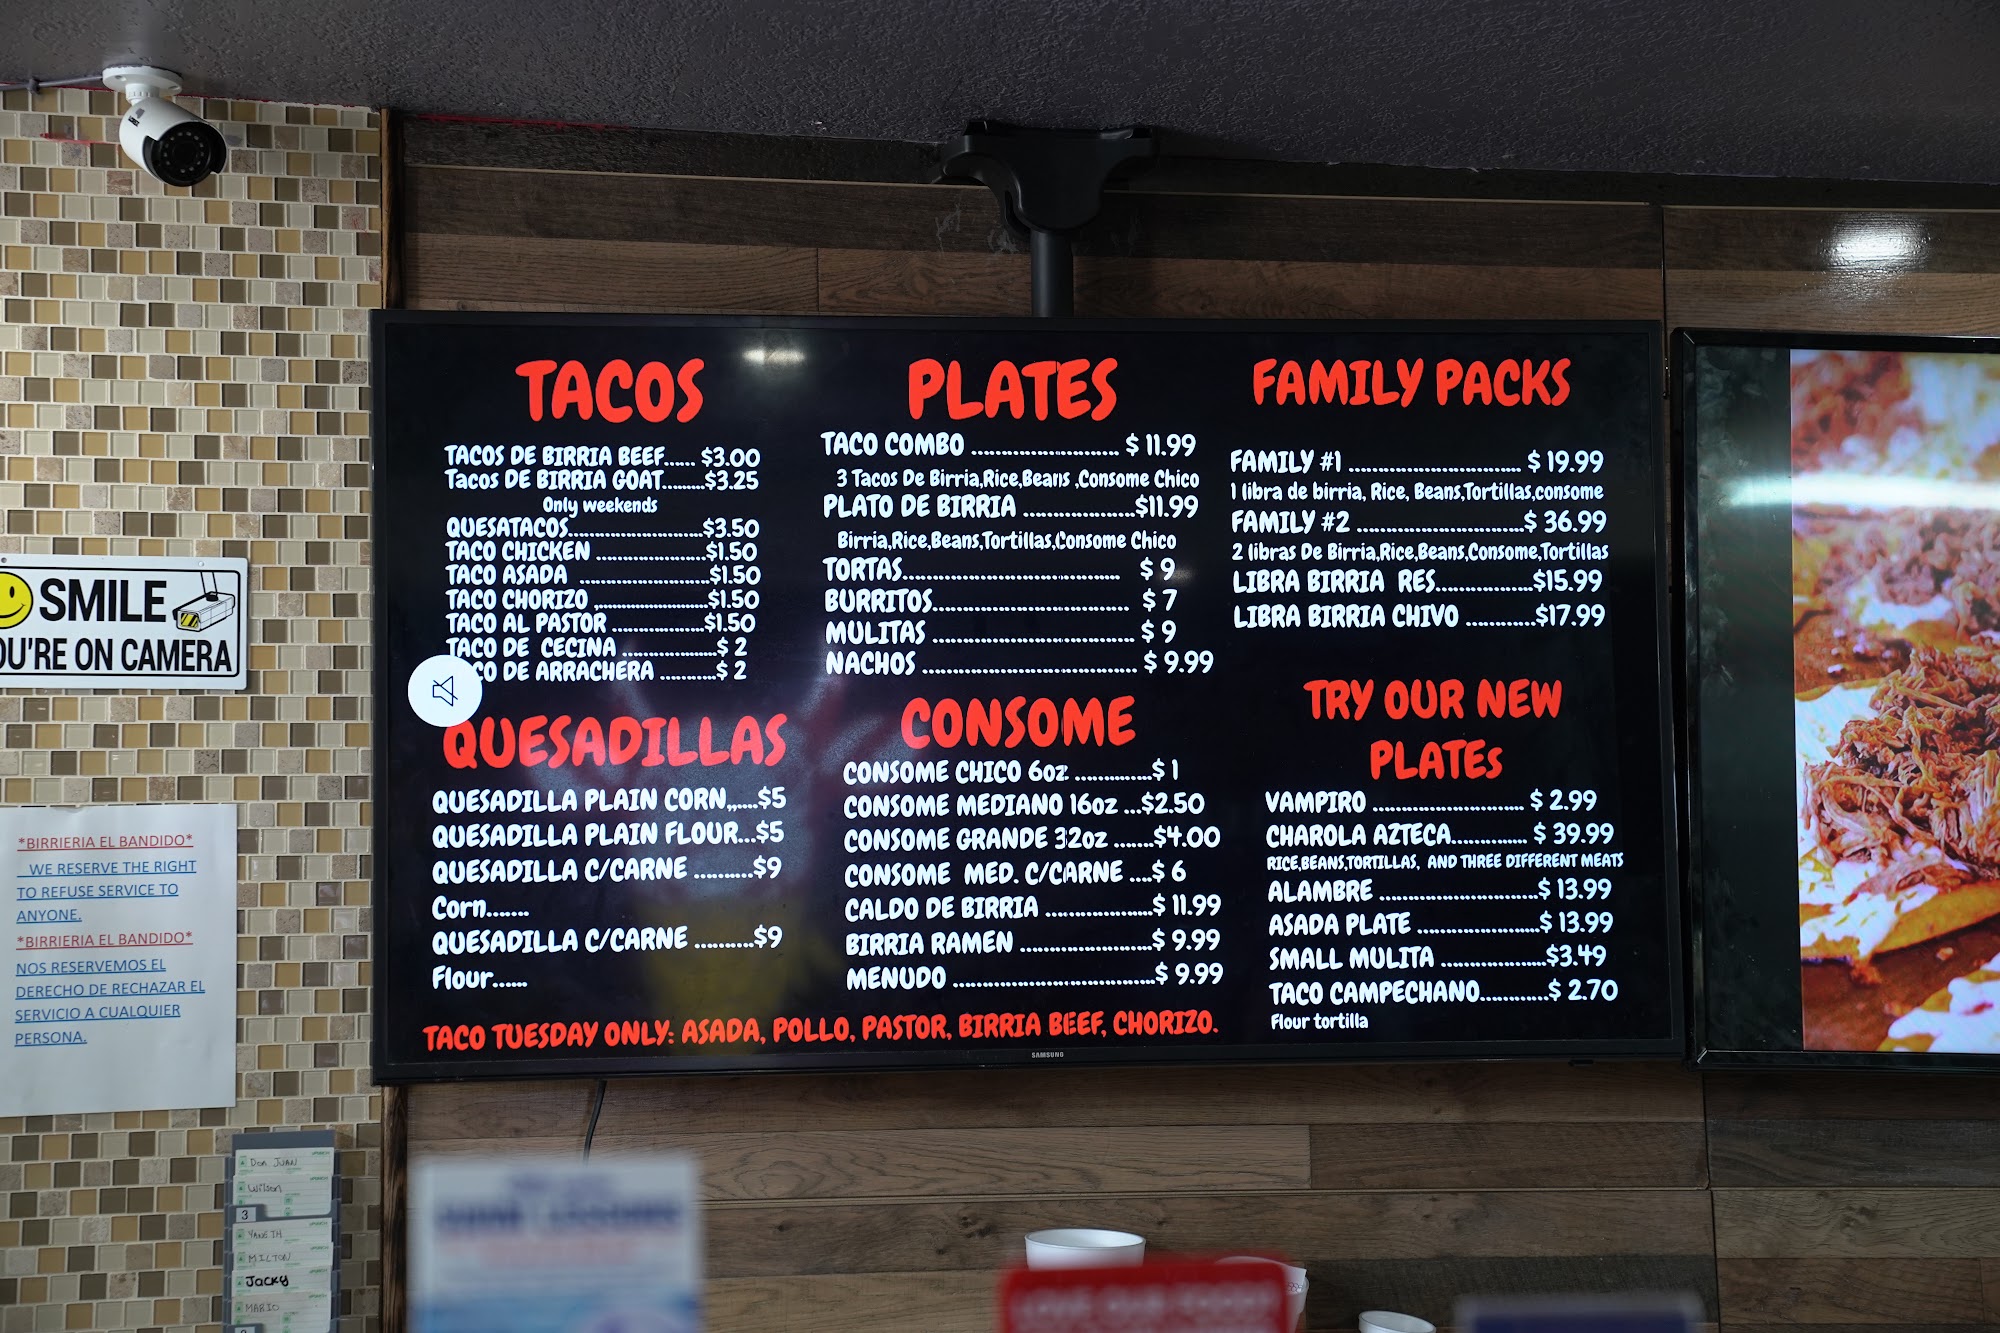 SMILE
OU'RE ON CAMERA
*BIRRIERIA EL BANDIDO*
WE RESERVE THE RIGHT
TO REFUSE SERVICE TO
ANYONE.
*BIRRIERIA EL BANDIDO*
NOS RESERVEMOS EL
DERECHO DE RECHAZAR EL
SERVICIO A CUALQUIER
PERSONA.
Don JUAN
Wilson
3
YANETH
MILTON
Jacky
MARIO
TACOS
TACOS DE BIRRIA BEEF...... $3.00
Tacos DE BIRRIA GOAT.........$3.25
Only weekends
QUESATACOS...........................$3.50
TACO CHICKEN ......................$1.50
TACO ASADA .........................$1.50
TACO CHORIZO ......................$1.50
TACO AL PASTOR ...................$1.50
TACO DE CECINA ...................$ 2
CO DE ARRACHERA ...........$ 2
QUESADILLAS
QUESADILLA PLAIN CORN,,.....$5
QUESADILLA PLAIN FLOUR...$5
QUESADILLA C/CARNE ..........$9
Corn.......
QUESADILLA C/CARNE ..........$9
Flour......
PLATES
TACO COMBO .......................... $ 11.99
3 Tacos De Birria,Rice,Beans ,Consome Chico
PLATO DE BIRRIA ....................$11.99
Birria,Rice,Beans,Tortillas,Consome Chico
TORTAS....................................... $ 9
BURRITOS................................... $ 7
MULITAS .................................... $ 9
NACHOS ...................................... $ 9.99
CONSOME
CONSOME CHICO 6oz ..............$ 1
CONSOME MEDIANO 16oz ...$2.50
CONSOME GRANDE 32oz .......$4.00
CONSOME MED. C/CARNE ....$ 6
CALDO DE BIRRIA ...................$ 11.99
BIRRIA RAMEN .......................$ 9.99
MENUDO ....................................$ 9.99
TACO TUESDAY ONLY: ASADA, POLLO, PASTOR, BIRRIA BEEF, CHORIZO.
FAMILY PACKS
FAMILY #1 ............................... $ 19.99
1 libra de birria, Rice, Beans,Tortillas,consome
FAMILY #2 ..............................$ 36.99
2 libras De Birria,Rice,Beans,Consome,Tortillas
LIBRA BIRRIA RES.................$15.99
LIBRA BIRRIA CHIVO ............$17.99
TRY OUR NEW
PLATEs
VAMPIRO ........................... $ 2.99
CHAROLA AZTECA............. $ 39.99
RICE,BEANS,TORTILLAS, AND THREE DIFFERENT MEATS
ALAMBRE ............................$ 13.99
ASADA PLATE ......................$ 13.99
SMALL MULITA ...................$3.49
TACO CAMPECHANO............$ 2.70
Flour tortilla
SAMSUNG